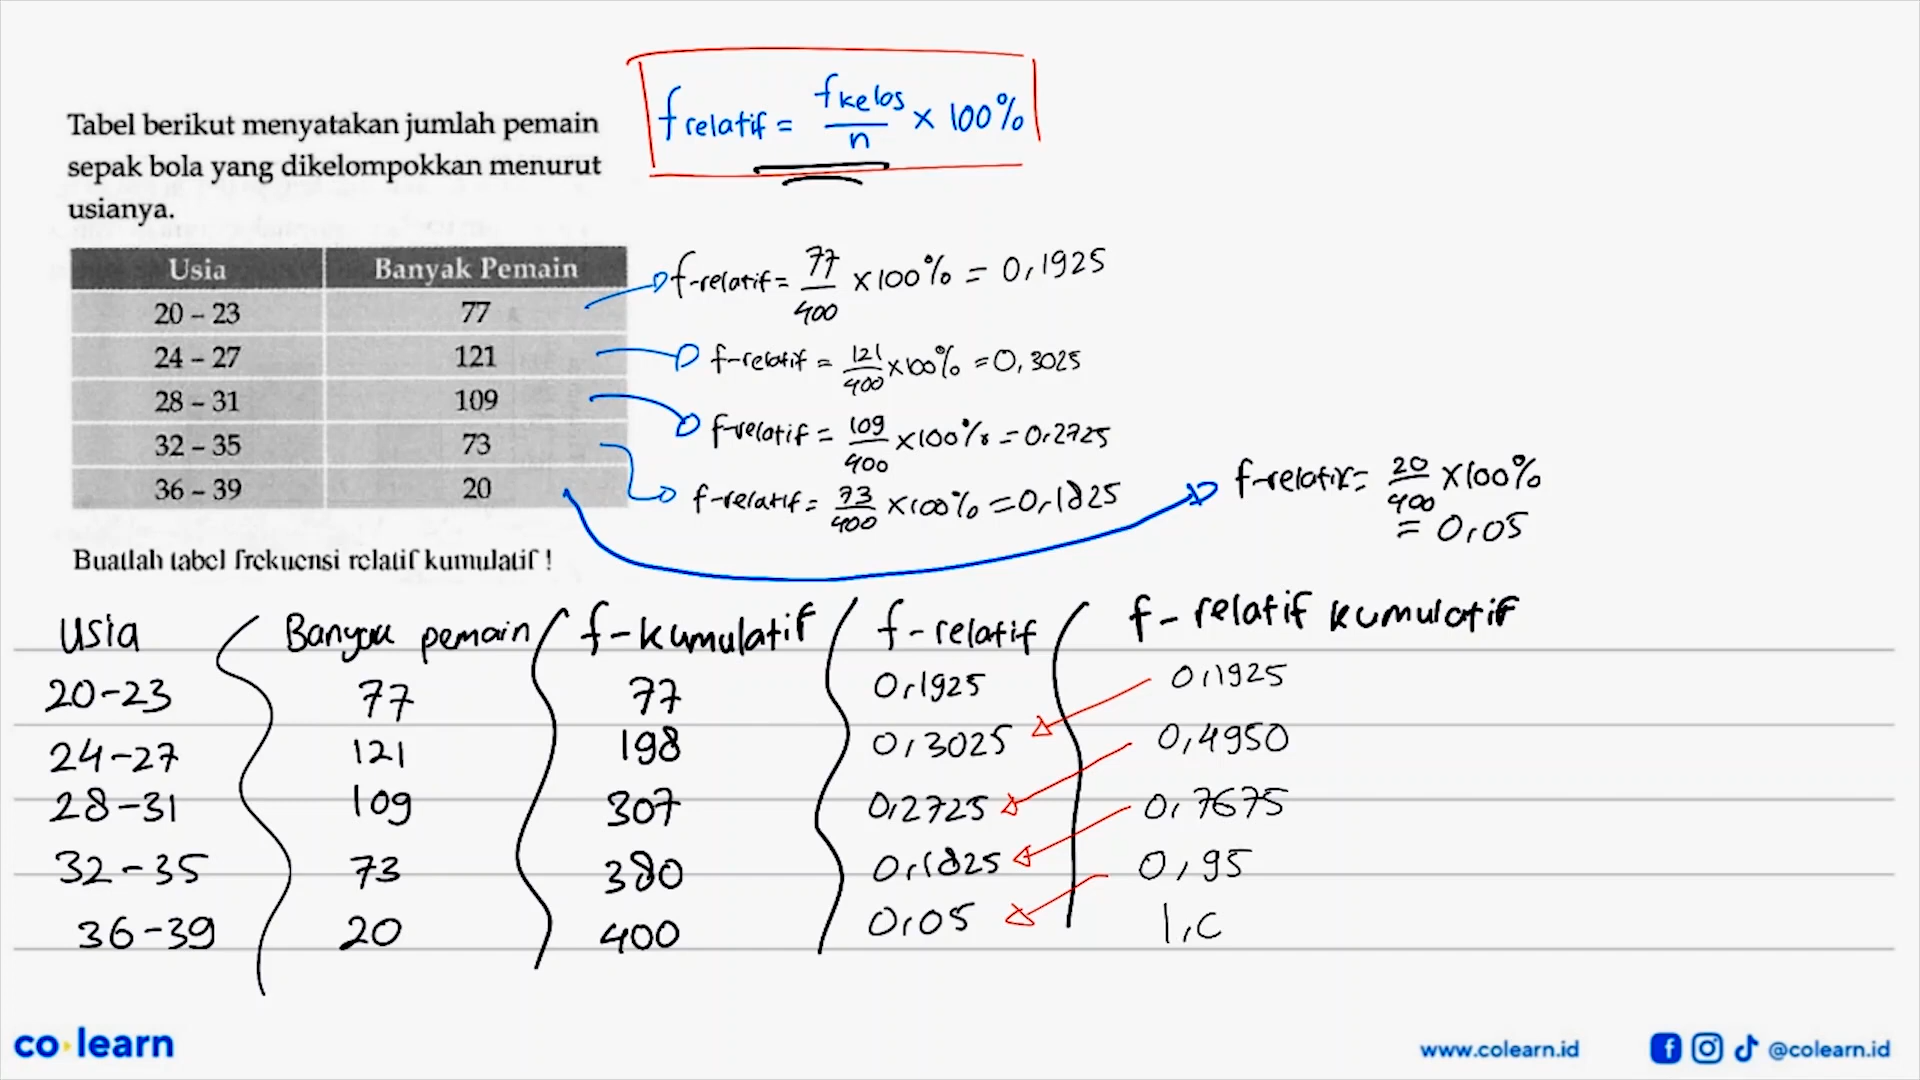 f relatif = f kelas / n x 100%
Tabel berikut menyatakan jumlah pemain
sepak bola yang dikelompokkan menurut
usianya.
Usia Banyak Pemain
20 – 23 77
24 – 27 121
28 – 31 109
32 – 35 73
36 – 39 20
f-relatif = 77/400 x 100% = 0,1925
f-relatif = 121/400 x 100% = 0,3025
f-relatif = 109/400 x 100% = 0,2725
f-relatif = 73/400 x 100% = 0,1825
f-relatif = 20/400 x 100%
= 0,05
Buatlah tabel frekuensi relatif kumulatif !
Usia Banyak pemain f-kumulatif f-relatif f-relatif kumulatif
20-23 77 77 0,1925 0,1925
24-27 121 198 0,3025 0,4950
28-31 109 307 0,2725 0,7675
32-35 73 380 0,1825 0,95
36-39 20 400 0,05 1,0
co learn
www.colearn.id @colearn.id